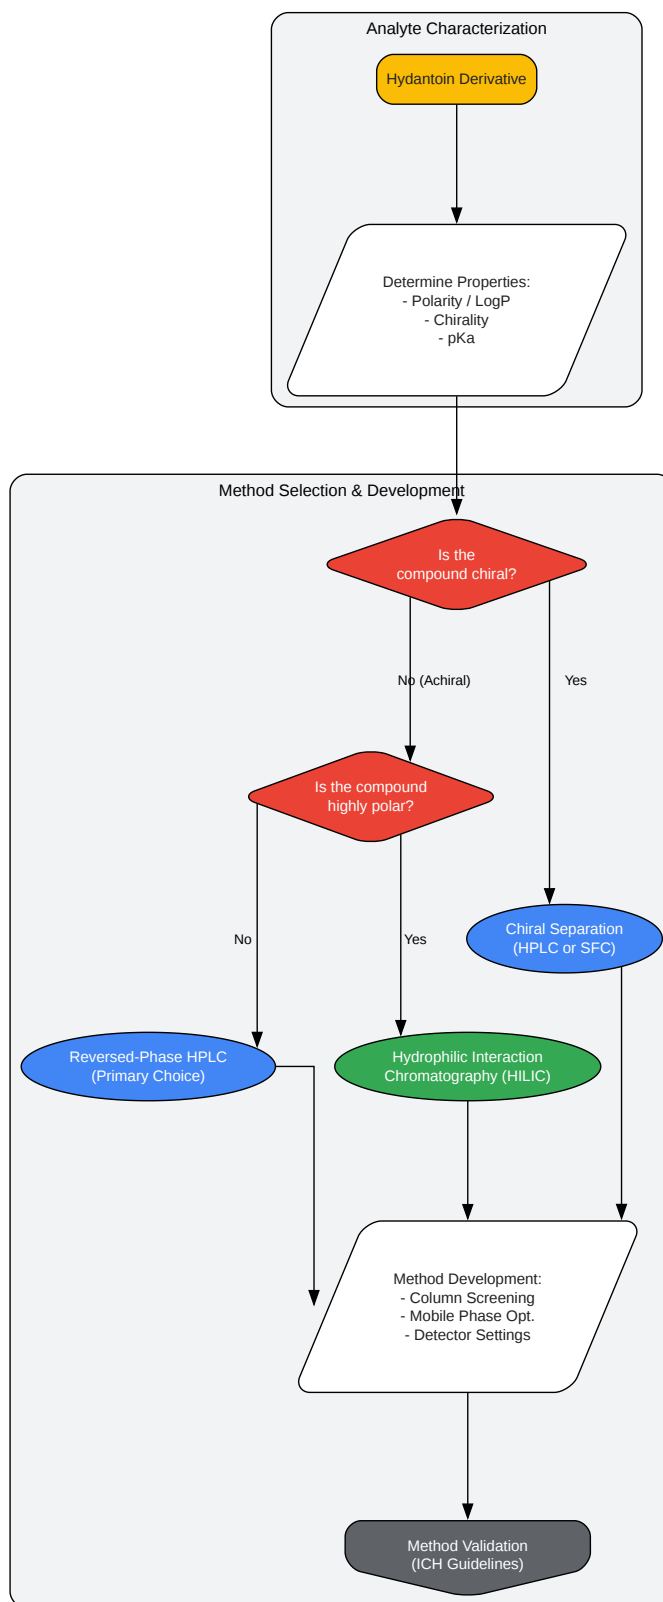 Analyte Characterization
Hydantoin Derivative
Determine Properties:
- Polarity / LogP
- Chirality
- pKa
Method Selection & Development
Is the
compound chiral?
No (Achiral)
Yes
Is the compound
highly polar?
No
Yes
Chiral Separation
(HPLC or SFC)
Reversed-Phase HPLC
(Primary Choice)
Hydrophilic Interaction
Chromatography (HILIC)
Method Development:
- Column Screening
- Mobile Phase Opt.
- Detector Settings
Method Validation
(ICH Guidelines)